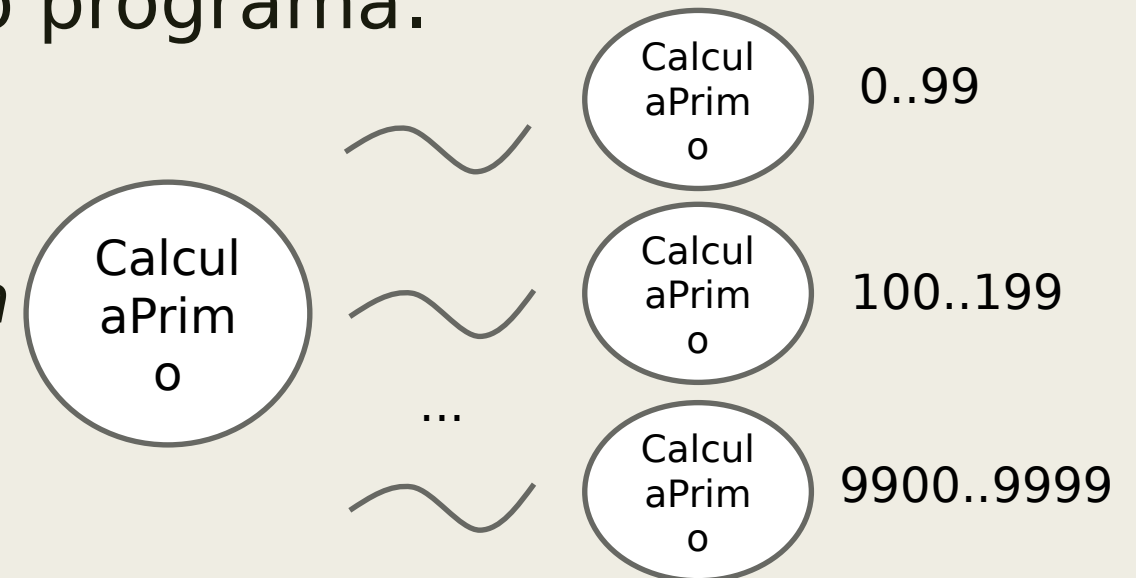 programa.
Calcul
aPrim
o
0..99
Calcul
aPrim
o
Calcul
aPrim
o
100..199
...
Calcul
aPrim
o
9900..9999